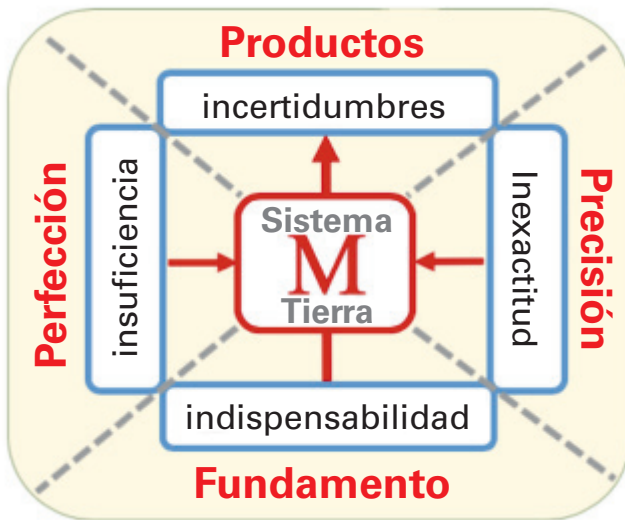 Productos
incertidumbres
Perfección
insuficiencia
Sistema
M
Tierra
Inexactitud
Precisión
indispensabilidad
Fundamento